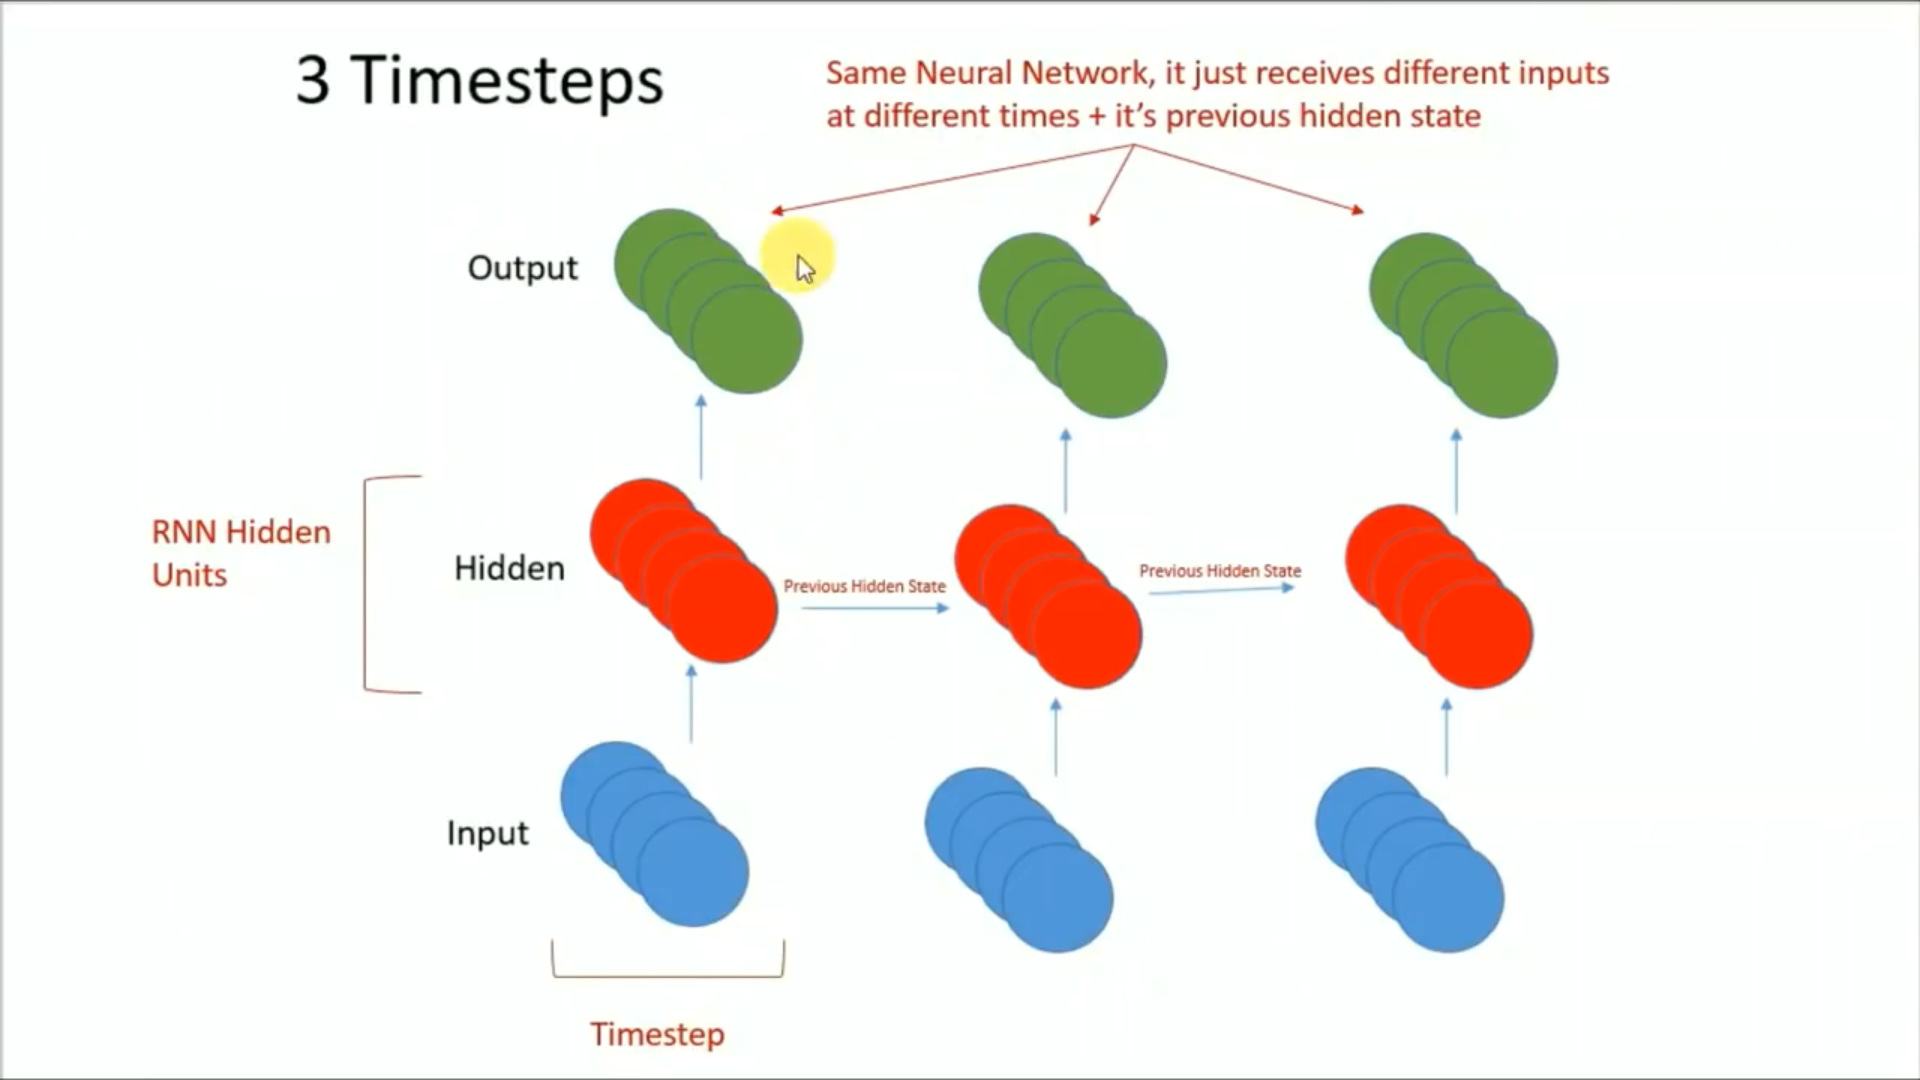 3 Timesteps
Same Neural Network, it just receives different inputs
at different times + it's previous hidden state
Output
RNN Hidden
Units
Hidden
Previous Hidden State
Previous Hidden State
Input
Timestep